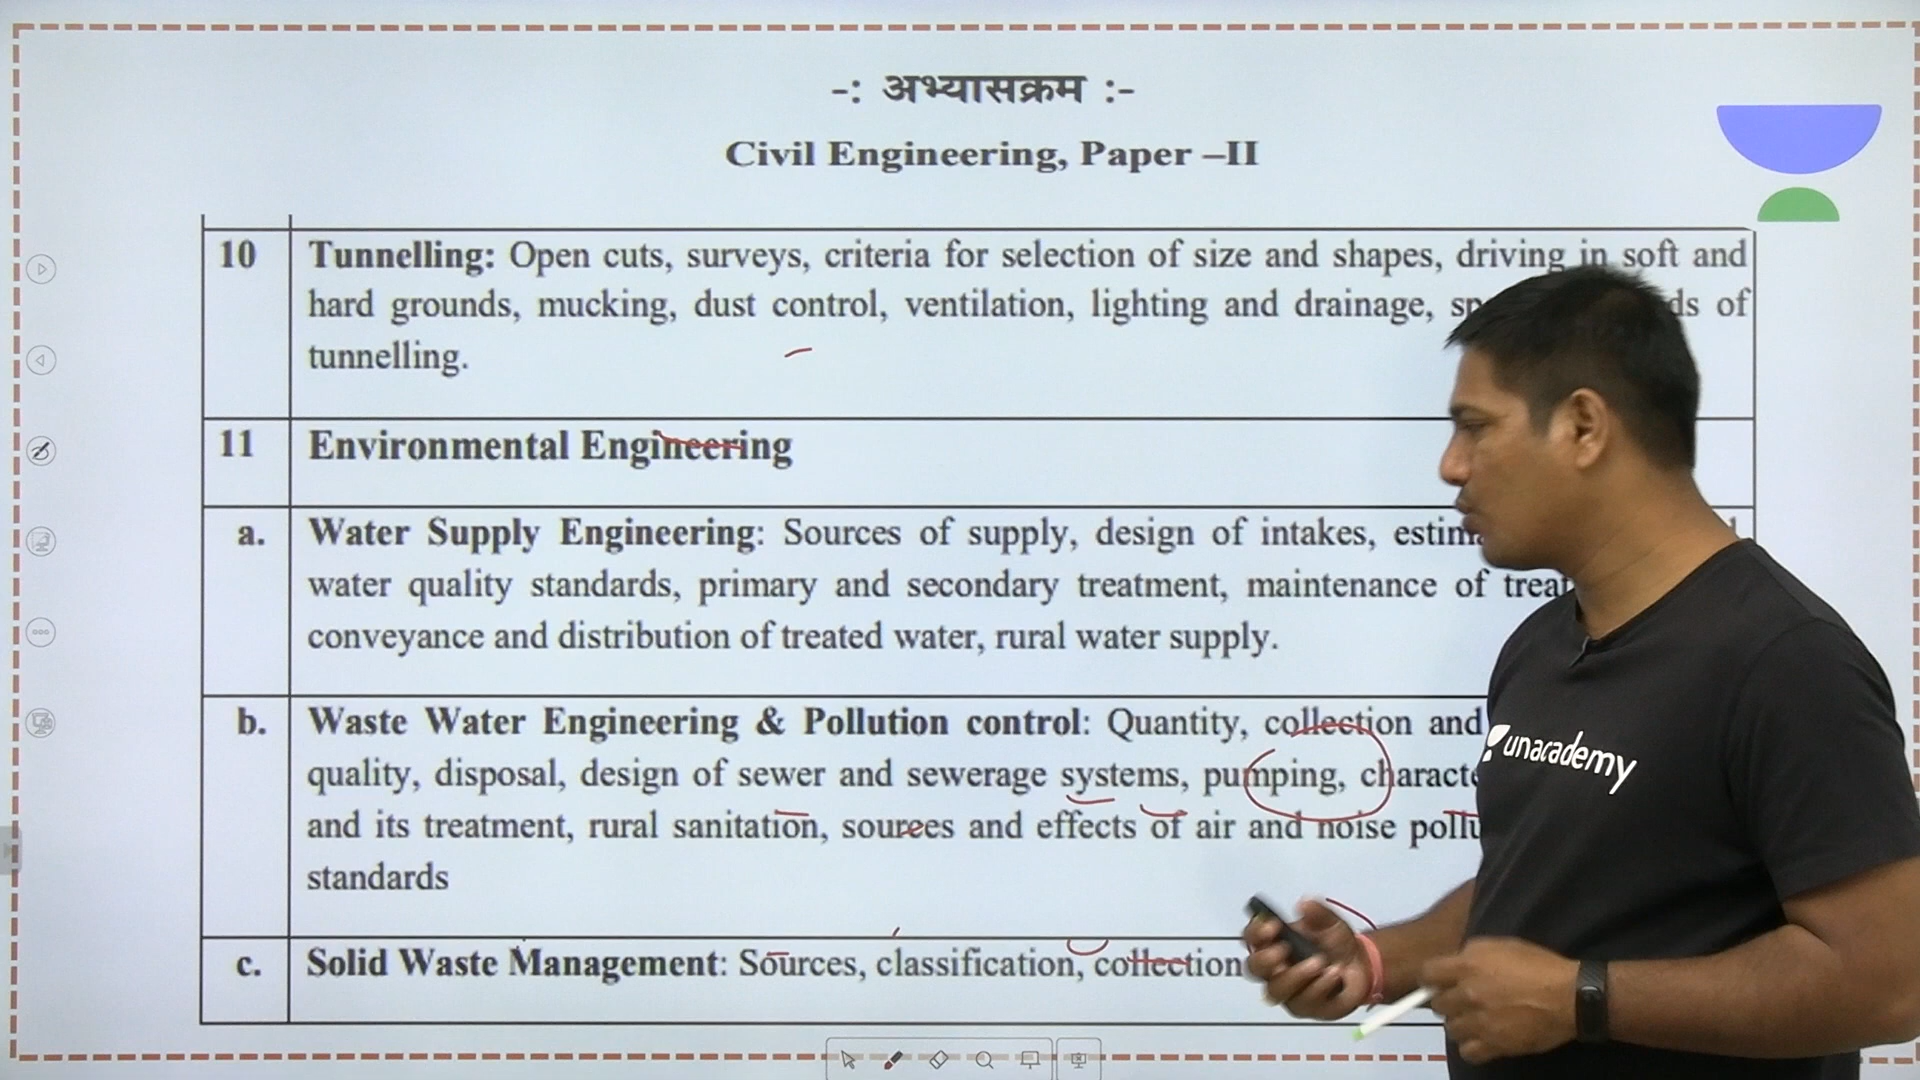 -: अभ्यासक्रम :-
Civil Engineering, Paper –II
10 Tunnelling: Open cuts, surveys, criteria for selection of size and shapes, driving in soft and
hard grounds, mucking, dust control, ventilation, lighting and drainage, of
tunnelling.
11 Environmental Engineering
a. Water Supply Engineering: Sources of supply, design of intakes,
water quality standards, primary and secondary treatment, maintenance of
conveyance and distribution of treated water, rural water supply.
b. Waste Water Engineering & Pollution control: Quantity, collection and
quality, disposal, design of sewer and sewerage systems, pumping,
and its treatment, rural sanitation, sources and effects of air and noise
standards
c. Solid Waste Management: Sources, classification, collection
unacademy